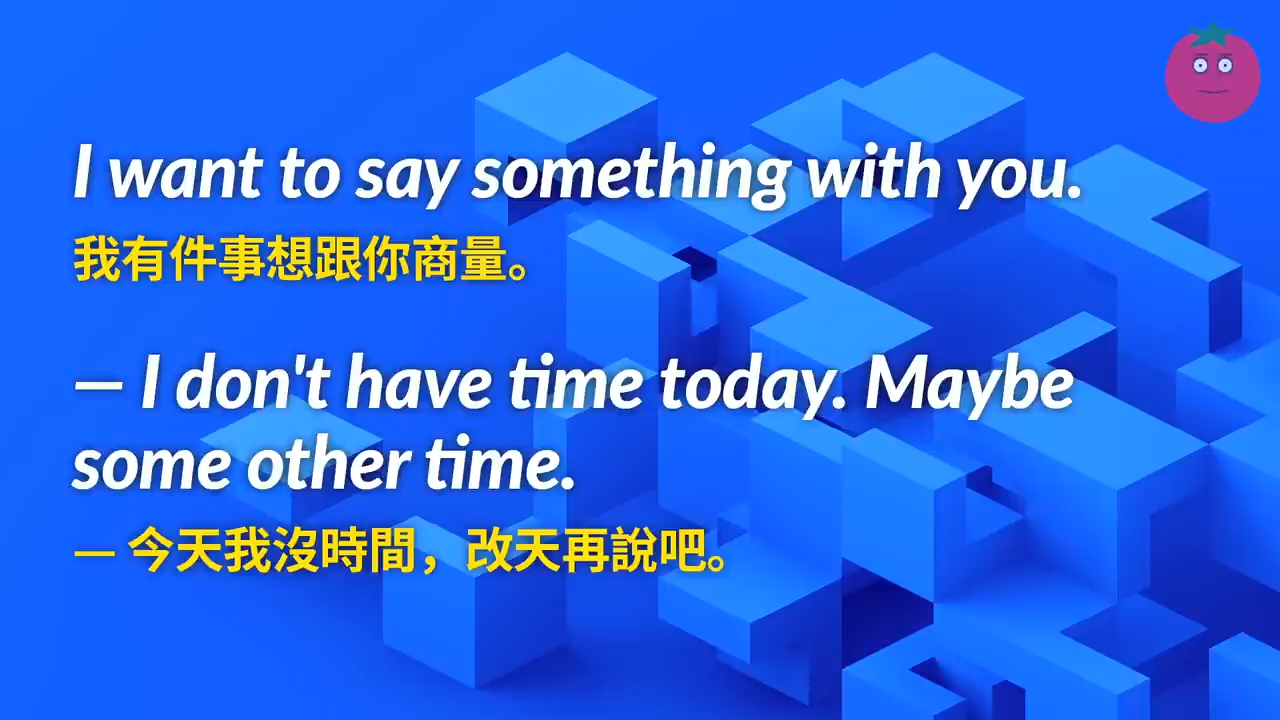 I want to say something with you.
我有件事想跟你商量。
— I don't have time today. Maybe
some other time.
— 今天我沒時間，改天再說吧。